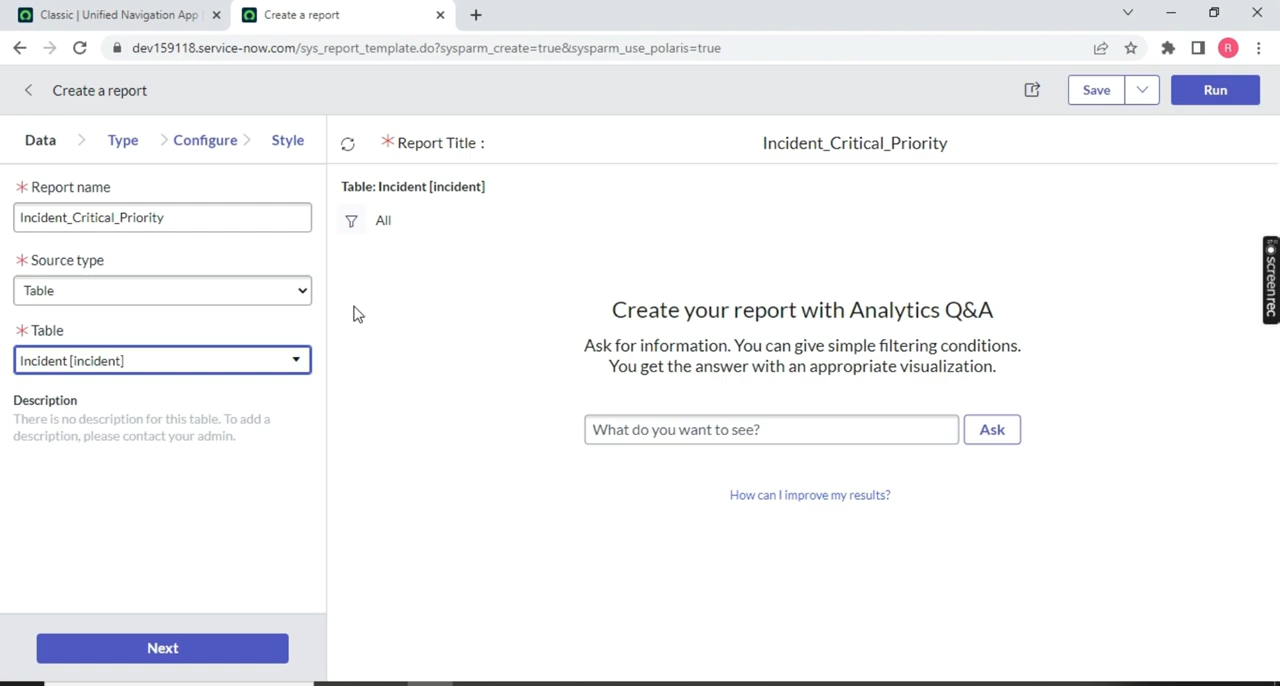 Classic | Unified Navigation App
Create a report
dev159118.service-now.com/sys_report_template.do?sysparm_create=true&sysparm_use_polaris=true
R
Create a report
Save
Run
Data
Type
Configure
Style
* Report Title :
Incident_Critical_Priority
* Report name
Incident_Critical_Priority
Table: Incident [incident]
All
* Source type
Table
* Table
Incident [incident]
Description
There is no description for this table. To add a
description, please contact your admin.
Create your report with Analytics Q&A
Ask for information. You can give simple filtering conditions.
You get the answer with an appropriate visualization.
What do you want to see?
Ask
How can I improve my results?
Next
screenrec